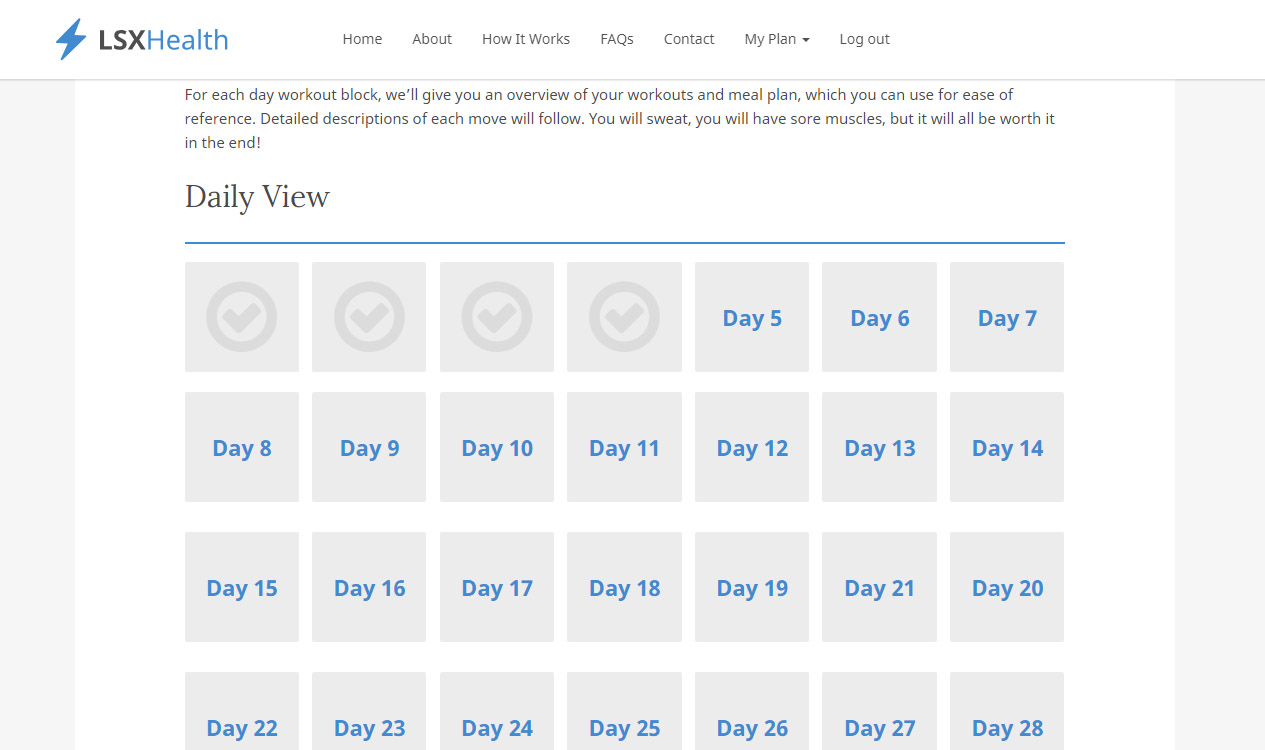 LSXHealth
Home About How It Works FAQs Contact My Plan Log out
For each day workout block, we’ll give you an overview of your workouts and meal plan, which you can use for ease of
reference. Detailed descriptions of each move will follow. You will sweat, you will have sore muscles, but it will all be worth it
in the end!
Daily View
Day 5 Day 6 Day 7
Day 8 Day 9 Day 10 Day 11 Day 12 Day 13 Day 14
Day 15 Day 16 Day 17 Day 18 Day 19 Day 21 Day 20
Day 22 Day 23 Day 24 Day 25 Day 26 Day 27 Day 28